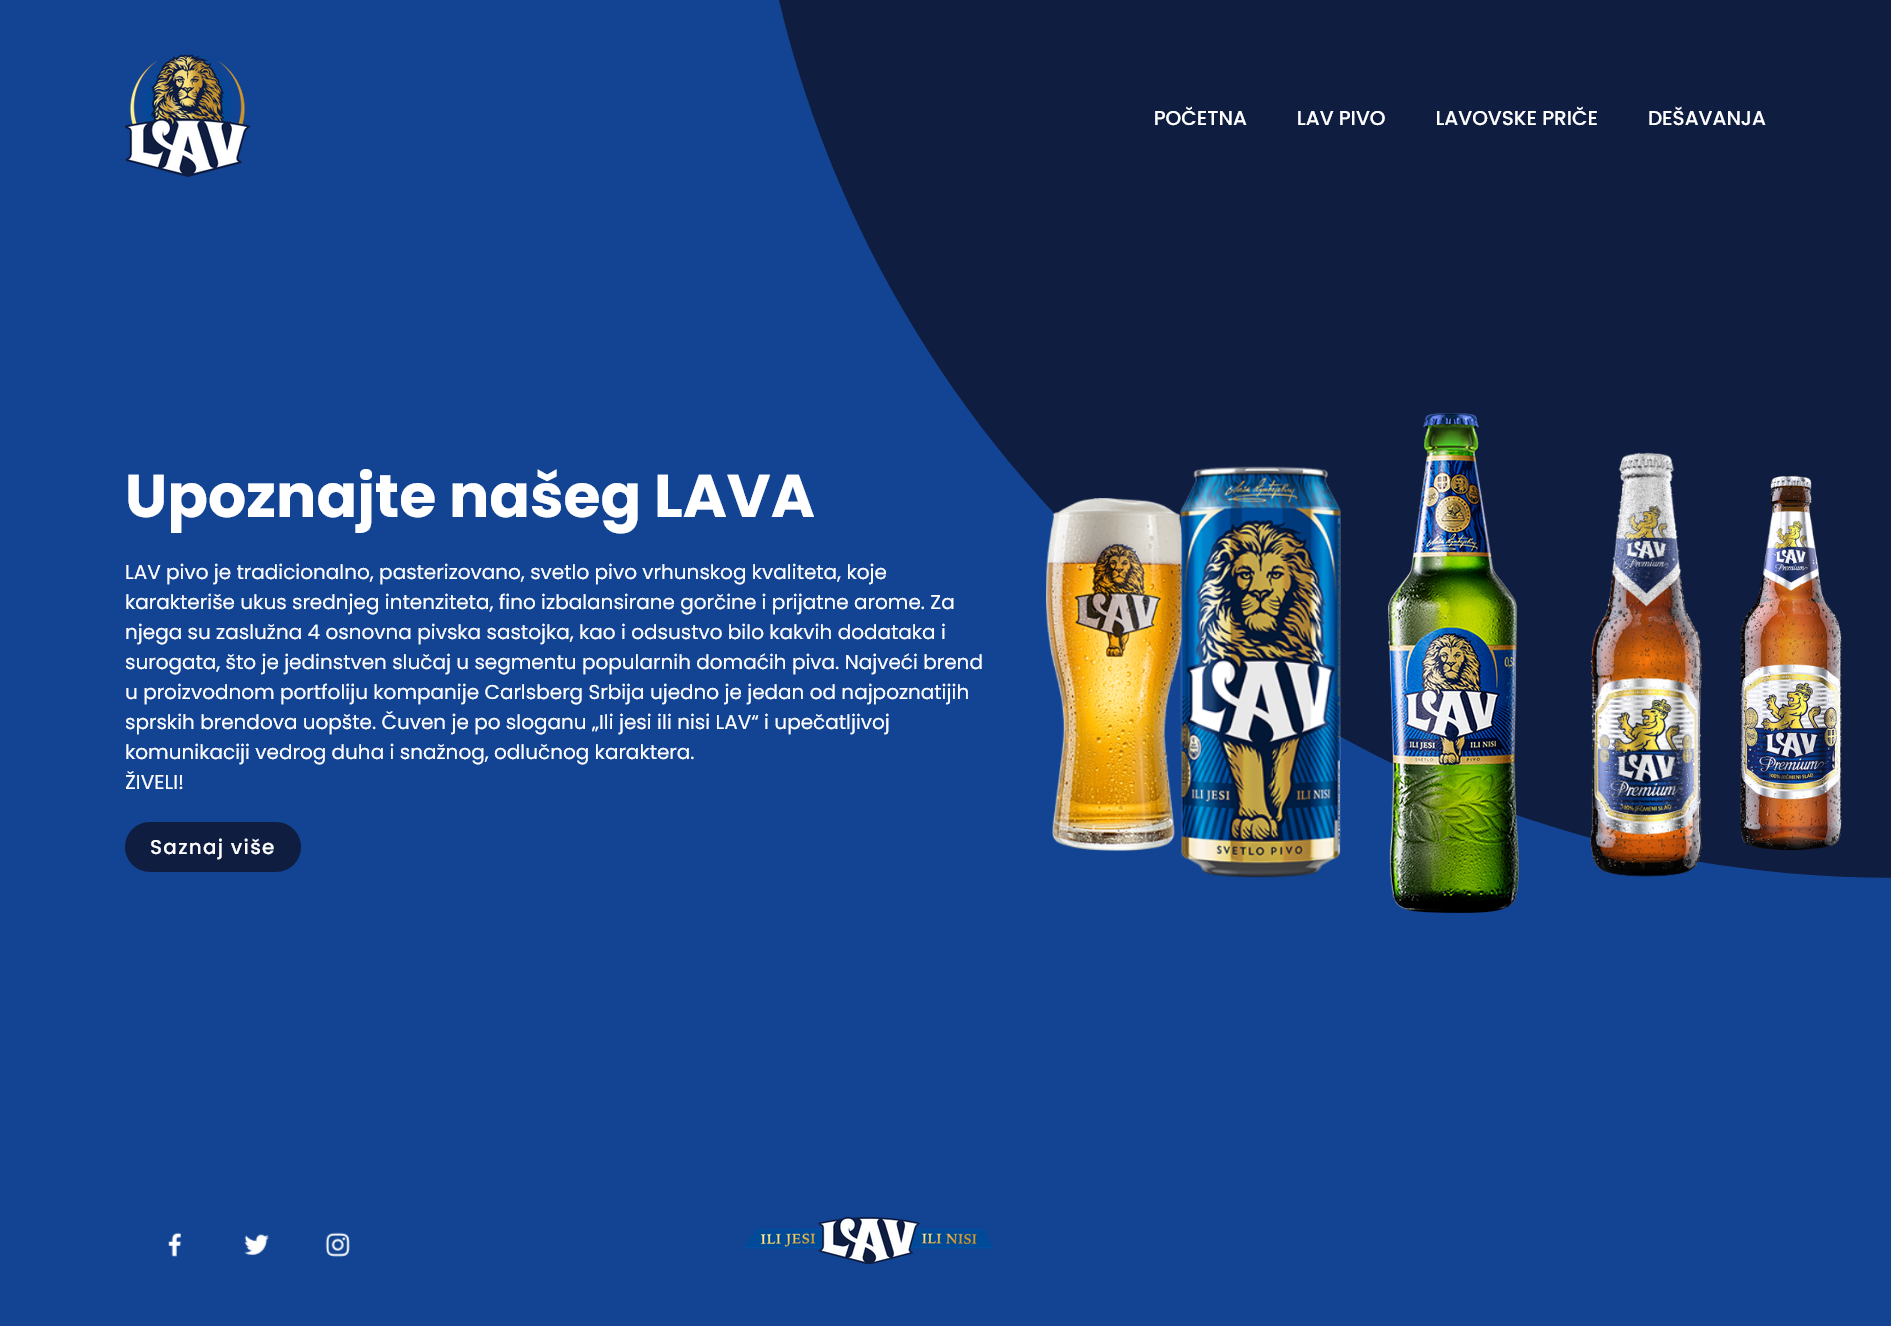 LAV
POČETNA
LAV PIVO
LAVOVSKE PRIČE
DEŠAVANJA
Upoznajte našeg LAVA
LAV pivo je tradicionalno, pasterizovano, svetlo pivo vrhunskog kvaliteta, koje
karakteriše ukus srednjeg intenziteta, fino izbalansirane gorčine i prijatne arome. Za
njega su zaslužna 4 osnovna pivska sastojka, kao i odsustvo bilo kakvih dodataka i
surogata, što je jedinstven slučaj u segmentu popularnih domaćih piva. Najveći brend
u proizvodnom portfoliju kompanije Carlsberg Srbija ujedno je jedan od najpoznatijih
sprskih brendova uopšte. Čuven je po sloganu „Ili jesi ili nisi LAV“ i upečatljivoj
komunikaciji vedrog duha i snažnog, odlučnog karaktera.
ŽIVELI!
Saznaj više
LAV
LAV
ILI JESI ILI NISI
SVETLO PIVO
LAV
ILI JESI ILI NISI
SVETLO PIVO
LAV
Premium
LAV
Premium
LAV
Premium
LAV
Premium
ILI JESI LAV ILI NISI